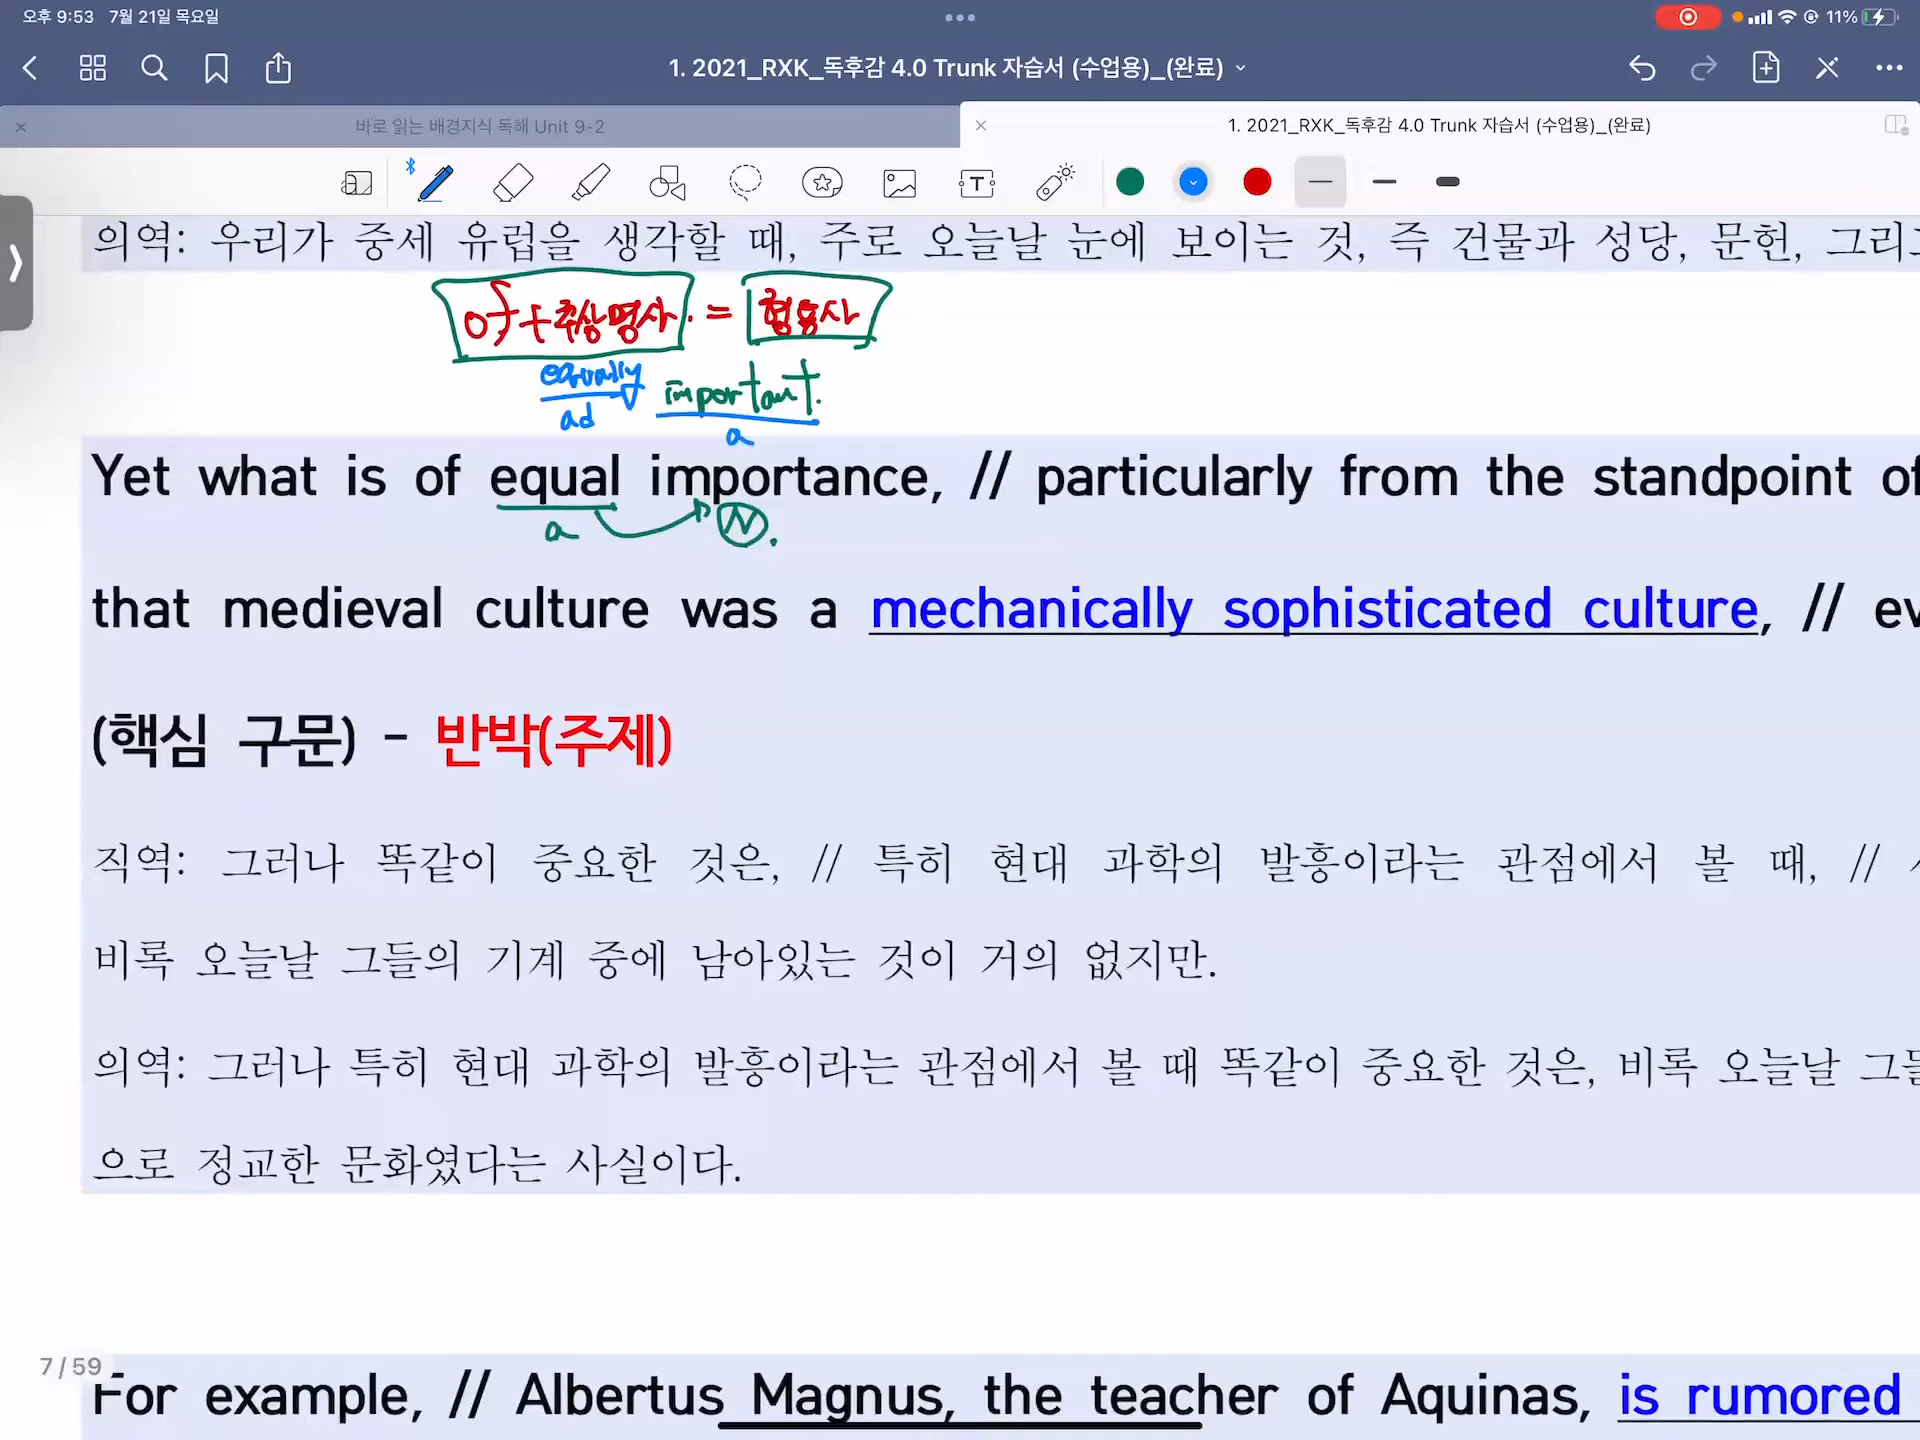 오후 9:53 7월 21일 목요일
11%
1. 2021_RXK_독후감 4.0 Trunk 자습서 (수업용)_(완료)
바로 읽는 배경지식 독해 Unit 9-2
1. 2021_RXK_독후감 4.0 Trunk 자습서 (수업용)_(완료)
의역: 우리가 중세 유럽을 생각할 때, 주로 오늘날 눈에 보이는 것, 즉 건물과 성당, 문헌, 그리고
of + 추상명사. = 형용사
equally important.
ad a
Yet what is of equal importance, // particularly from the standpoint of
a N.
that medieval culture was a mechanically sophisticated culture, // ev
(핵심 구문) - 반박(주제)
직역: 그러나 똑같이 중요한 것은, // 특히 현대 과학의 발흥이라는 관점에서 볼 때, //
비록 오늘날 그들의 기계 중에 남아있는 것이 거의 없지만.
의역: 그러나 특히 현대 과학의 발흥이라는 관점에서 볼 때 똑같이 중요한 것은, 비록 오늘날 그들
으로 정교한 문화였다는 사실이다.
7 / 59
For example, // Albertus Magnus, the teacher of Aquinas, is rumored